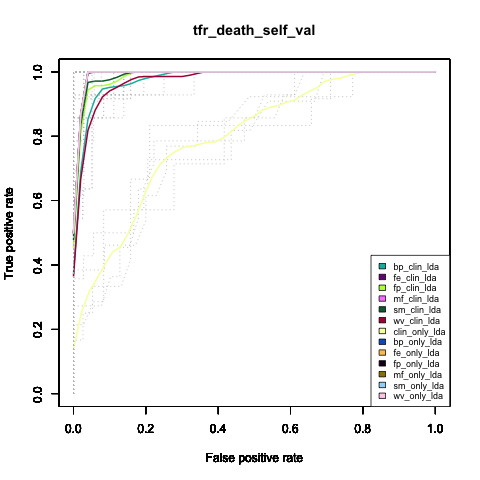 tfr_death_self_val
True positive rate
1.0
0.8
0.6
0.4
0.2
0.0
bp_clin_lda
fe_clin_lda
fp_clin_lda
mf_clin_lda
sm_clin_lda
wv_clin_lda
clin_only_lda
bp_only_lda
fe_only_lda
fp_only_lda
mf_only_lda
sm_only_lda
wv_only_lda
0.0 0.2 0.4 0.6 0.8 1.0
False positive rate